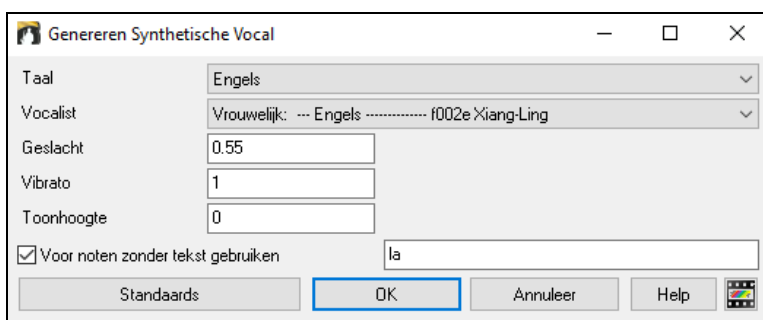 Genereren Synthetische Vocal
Taal Engels
Vocalist Vrouwelijk: --- Engels ------------- f002e Xiang-Ling
Geslacht 0.55
Vibrato 1
Toonhoogte 0
Voor noten zonder tekst gebruiken la
Standaards OK Annuleer Help